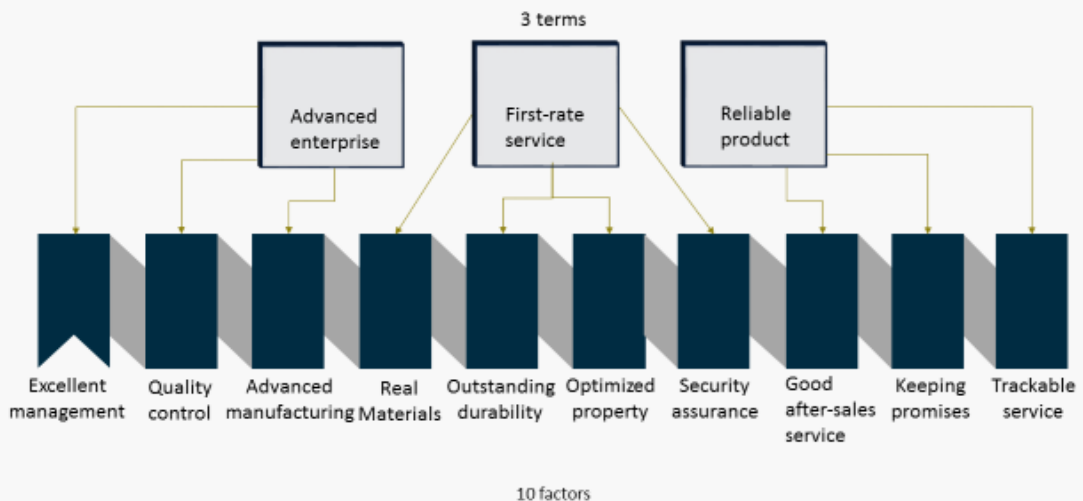 3 terms
Advanced
enterprise
First-rate
service
Reliable
product
Excellent
management
Quality
control
Advanced
manufacturing
Real
Materials
Outstanding
durability
Optimized
property
Security
assurance
Good
after-sales
service
Keeping
promises
Trackable
service
10 factors